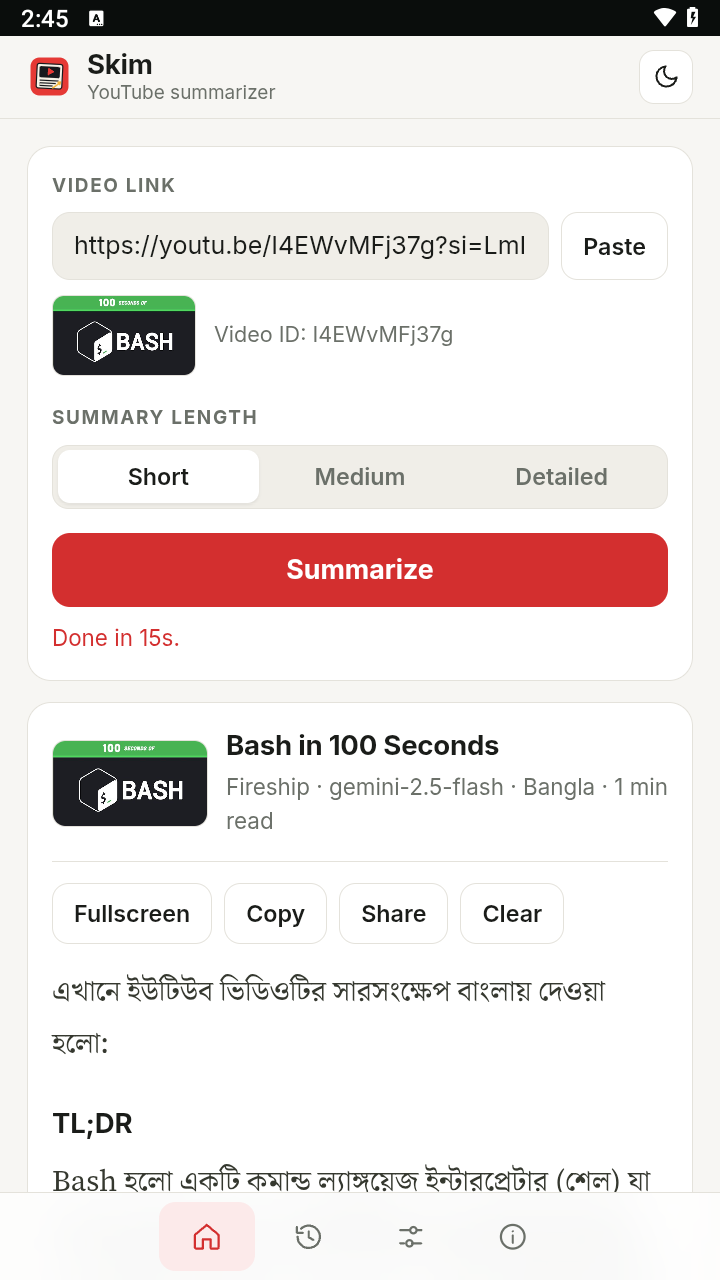 2:45
A
Skim
YouTube summarizer
VIDEO LINK
https://youtu.be/I4EWvMFj37g?si=LmI
Paste
100 SECONDS OF
$_ BASH
Video ID: I4EWvMFj37g
SUMMARY LENGTH
Short Medium Detailed
Summarize
Done in 15s.
100 SECONDS OF
$_ BASH
Bash in 100 Seconds
Fireship · gemini-2.5-flash · Bangla · 1 min
read
Fullscreen Copy Share Clear
এখানে ইউটিউব ভিডিওটির সারসংক্ষেপ বাংলায় দেওয়া
হলো:
TL;DR
Bash হলো একটি কমান্ড ল্যাঙ্গুয়েজ ইন্টারপ্রেটার (শেল) যা